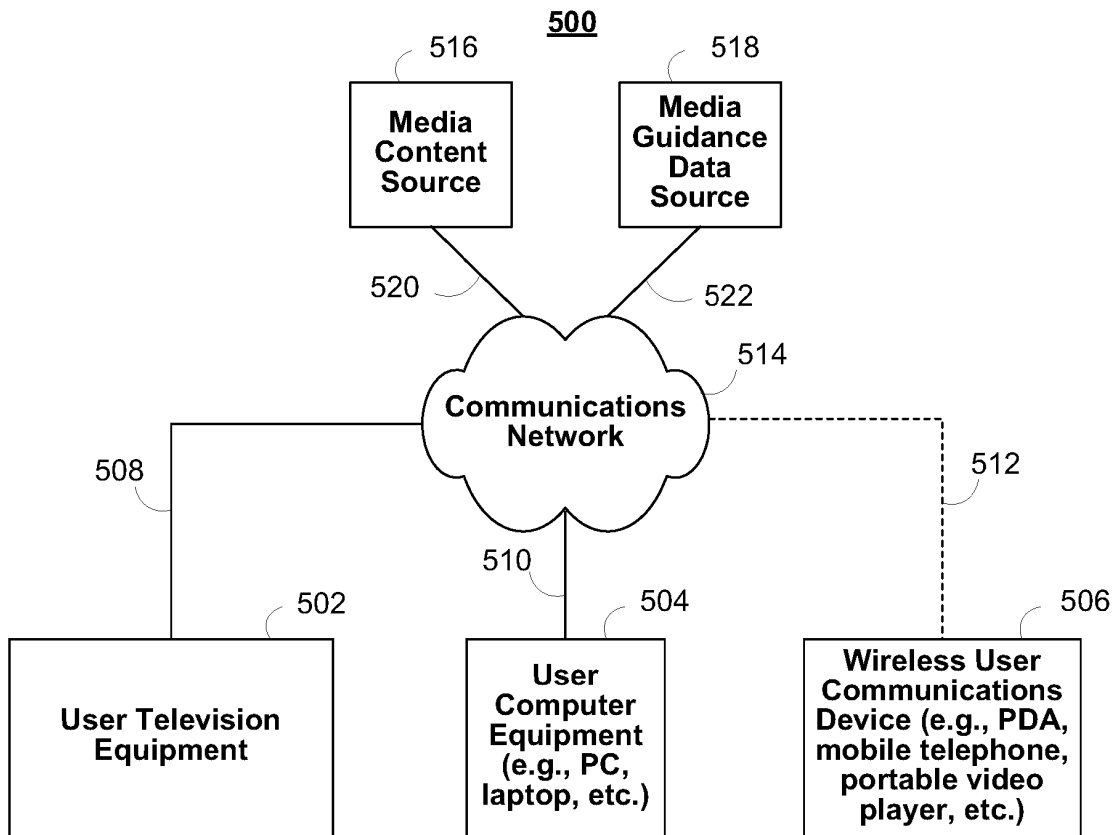 500
516
518
Media
Content
Source
Media
Guidance
Data
Source
520
522
514
Communications
Network
508
512
510
502
504
506
User Television
Equipment
User
Computer
Equipment
(e.g., PC,
laptop, etc.)
Wireless User
Communications
Device (e.g., PDA,
mobile telephone,
portable video
player, etc.)